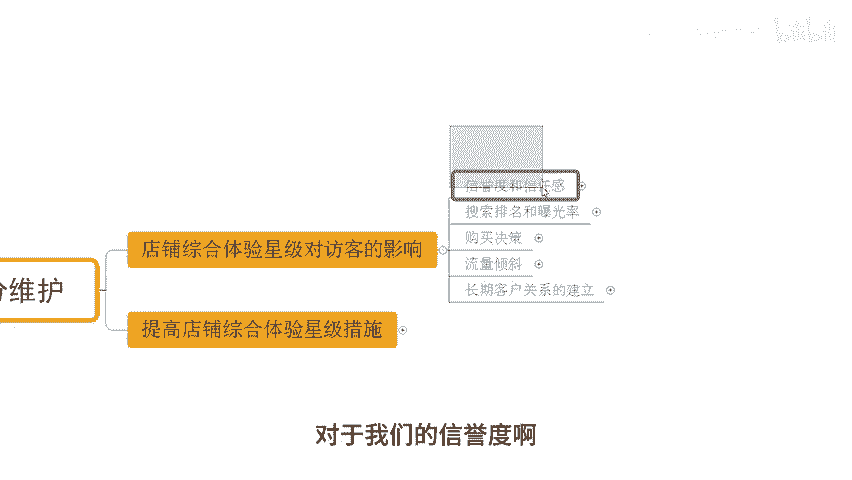 bilibili
信誉度和信任感
搜索排名和曝光率
购买决策
店铺综合体验星级对访客的影响
流量倾斜
长期客户关系的建立
分维护
提高店铺综合体验星级措施
对于我们的信誉度啊